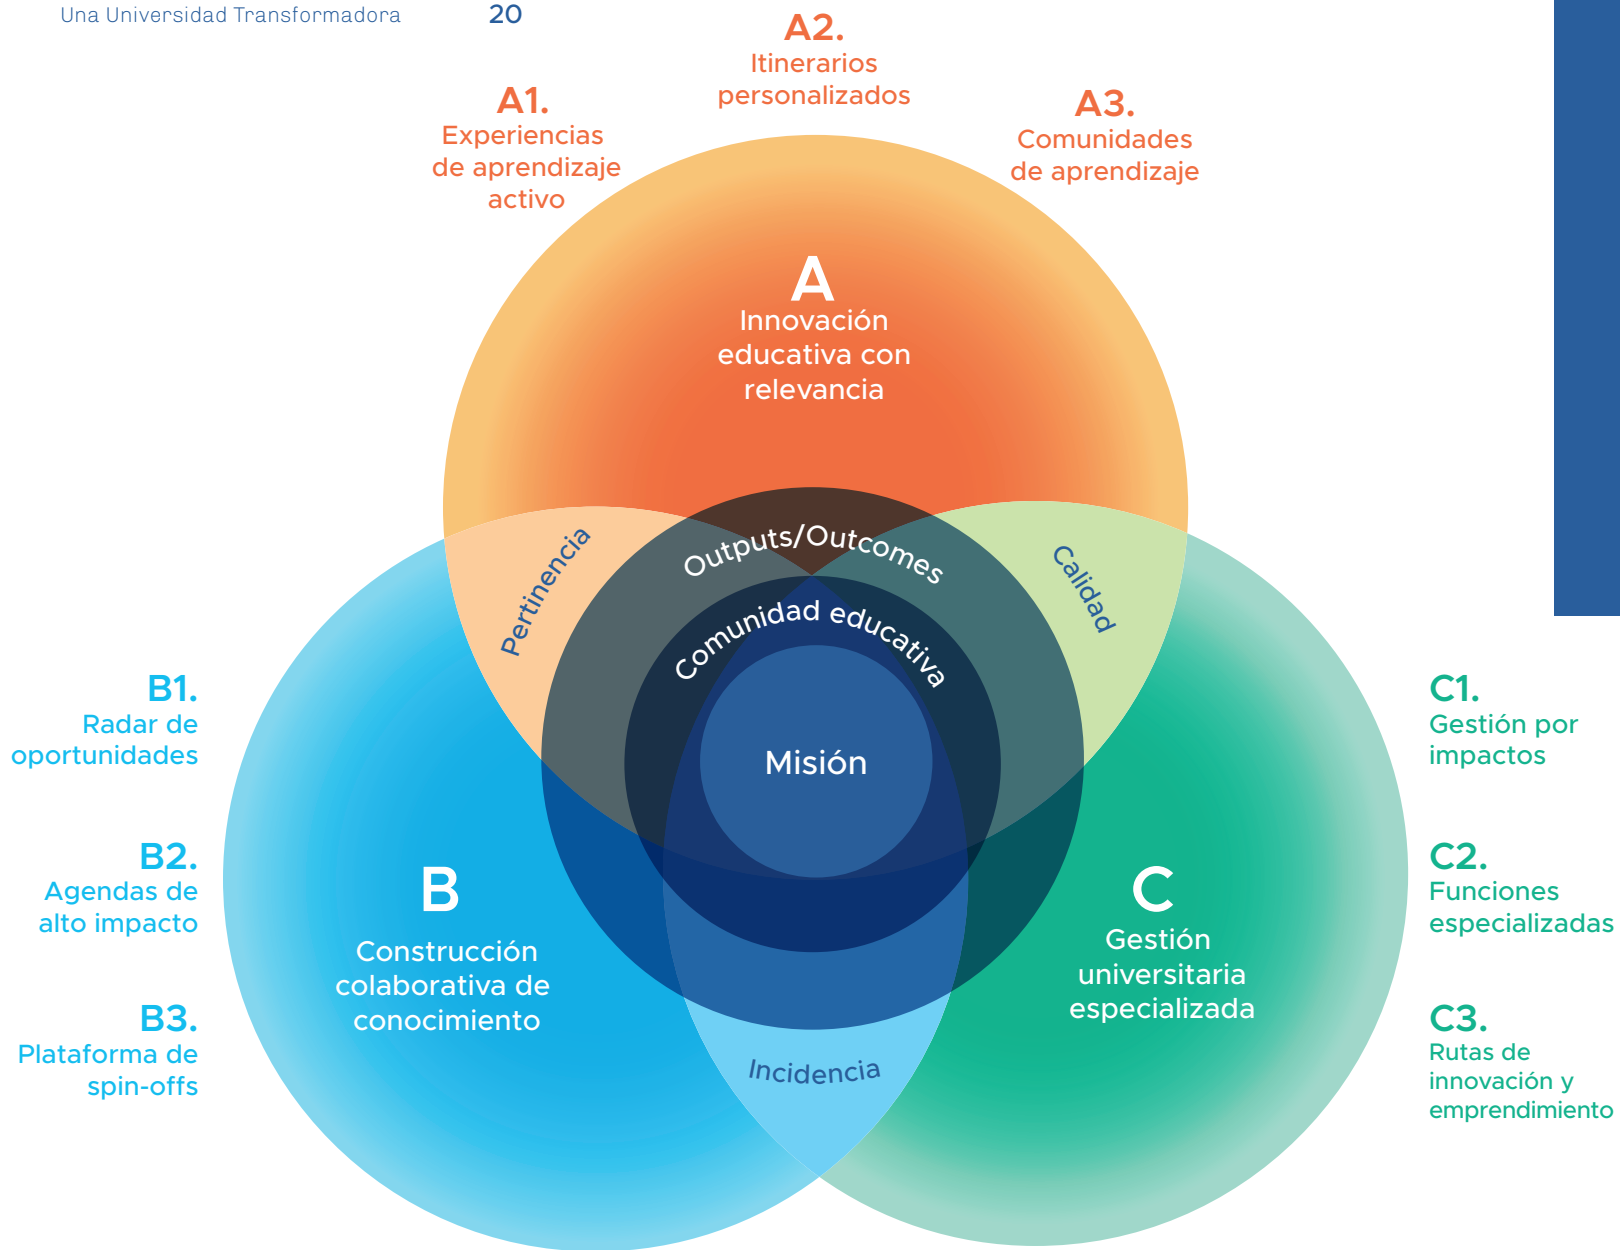 Una Universidad Transformadora 20
A2.
Itinerarios
personalizados
A1.
Experiencias
de aprendizaje
activo
A3.
Comunidades
de aprendizaje
A
Innovación
educativa con
relevancia
Outputs/Outcomes
Pertinencia
Calidad
Comunidad educativa
Misión
B1.
Radar de
oportunidades
B2.
Agendas de
alto impacto
B3.
Plataforma de
spin-offs
B
Construcción
colaborativa de
conocimiento
C
Gestión
universitaria
especializada
Incidencia
C1.
Gestión por
impactos
C2.
Funciones
especializadas
C3.
Rutas de
innovación y
emprendimiento